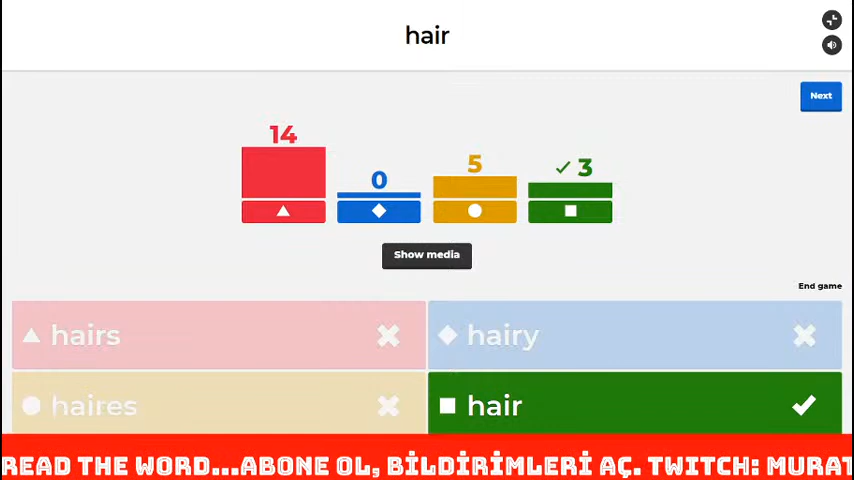 hair
Next
14
0
5
3
Show media
End game
hairs
hairy
haires
hair
READ THE WORD...ABONE OL, BİLDİRİMLERİ AÇ. TWITCH: MURAT